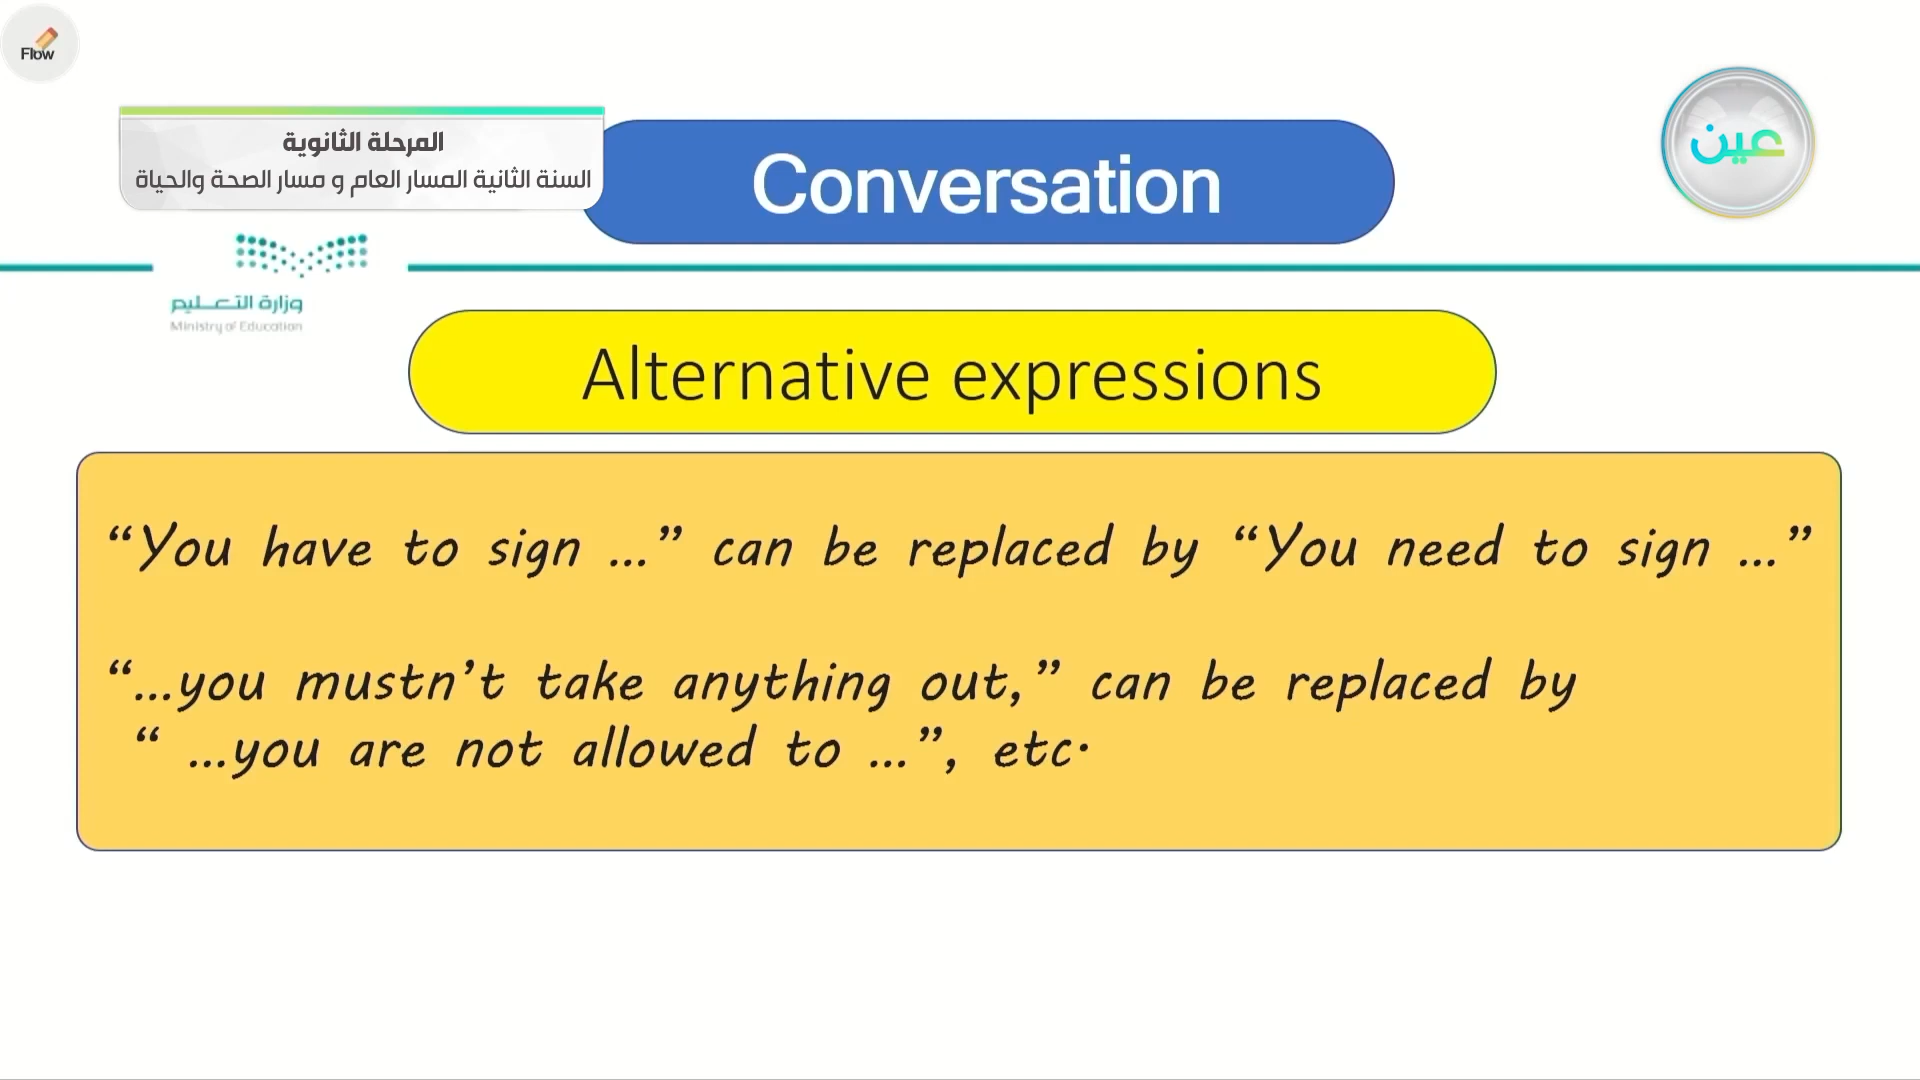 Flow
المرحلة الثانوية
السنة الثانية المسار العام و مسار الصحة والحياة
Conversation
عين
وزارة التعـــليم
Ministry of Education
Alternative expressions
“You have to sign ...” can be replaced by “You need to sign ...”
“...you mustn’t take anything out,” can be replaced by
“ ...you are not allowed to ...”, etc.